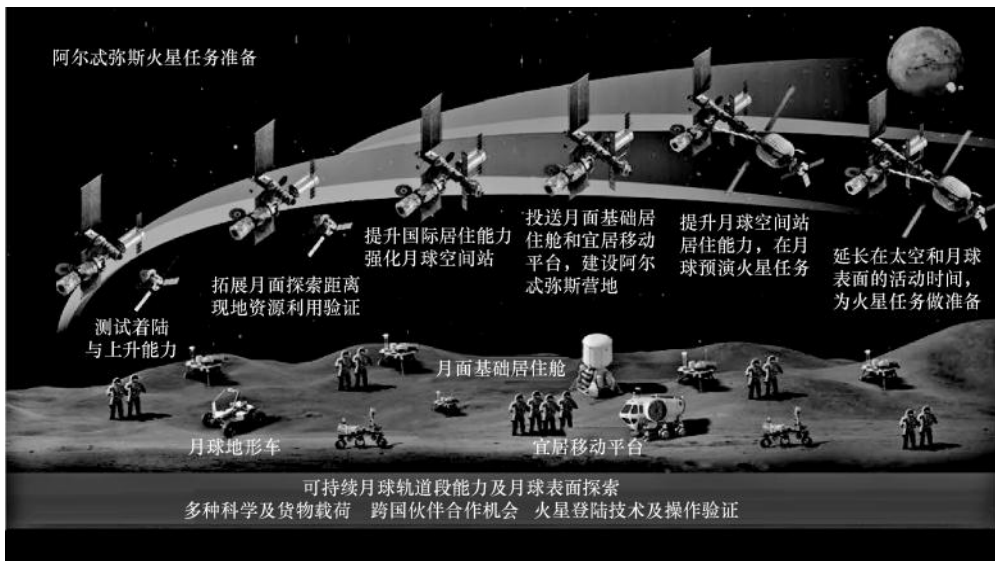 阿尔忒弥斯火星任务准备
测试着陆
与上升能力
拓展月面探索距离
现地资源利用验证
提升国际居住能力
强化月球空间站
投送月面基础居
住舱和宜居移动
平台，建设阿尔
忒弥斯营地
提升月球空间站
居住能力，在月
球预演火星任务
延长在太空和月球
表面的活动时间，
为火星任务做准备
月面基础居住舱
月球地形车
宜居移动平台
可持续月球轨道段能力及月球表面探索
多种科学及货物载荷 跨国伙伴合作机会 火星登陆技术及操作验证